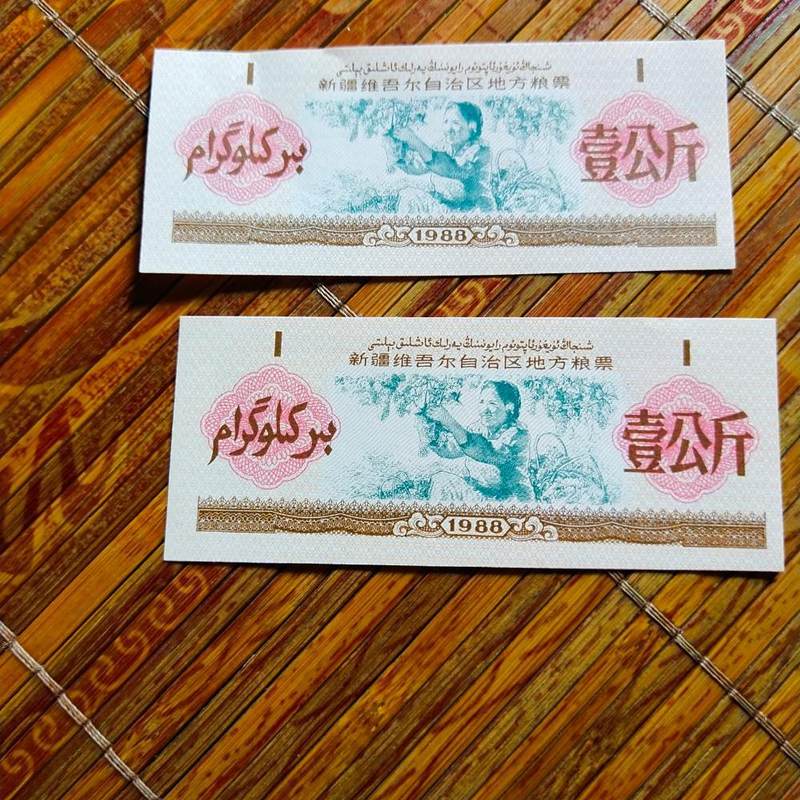 شىنجاڭ ئۇيغۇر ئاپتونوم رايونىنىڭ يەرلىك ئاشلىق بېلىتى
新疆维吾尔自治区地方粮票
بىر كىلوگرام
壹公斤
1988
شىنجاڭ ئۇيغۇر ئاپتونوم رايونىنىڭ يەرلىك ئاشلىق بېلىتى
新疆维吾尔自治区地方粮票
بىر كىلوگرام
壹公斤
1988